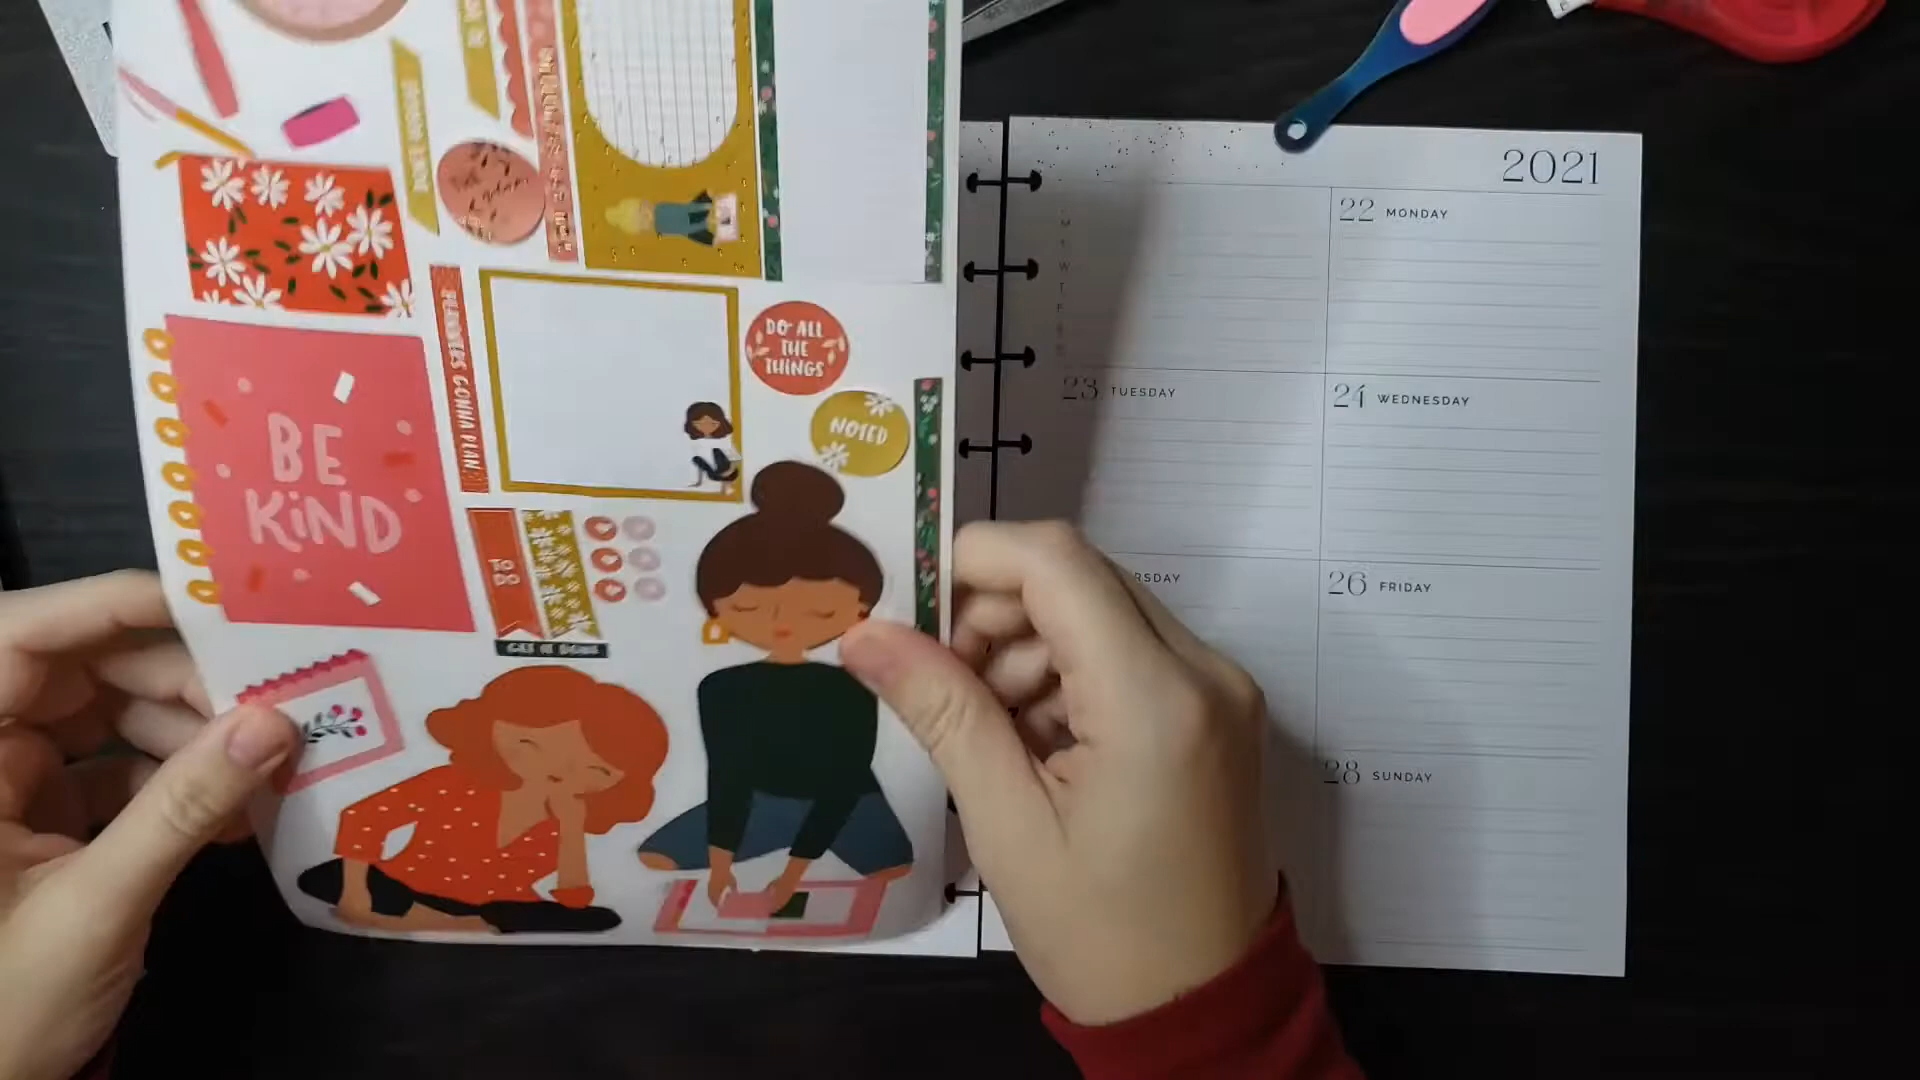 DO ALL
THE
THINGS
NOTED
PLANNERS GONNA PLAN
BE
KIND
TO
DO
GET IT DONE
2021
22 MONDAY
M
T
W
T
F
S
S
23 TUESDAY
24 WEDNESDAY
RSDAY
26 FRIDAY
28 SUNDAY